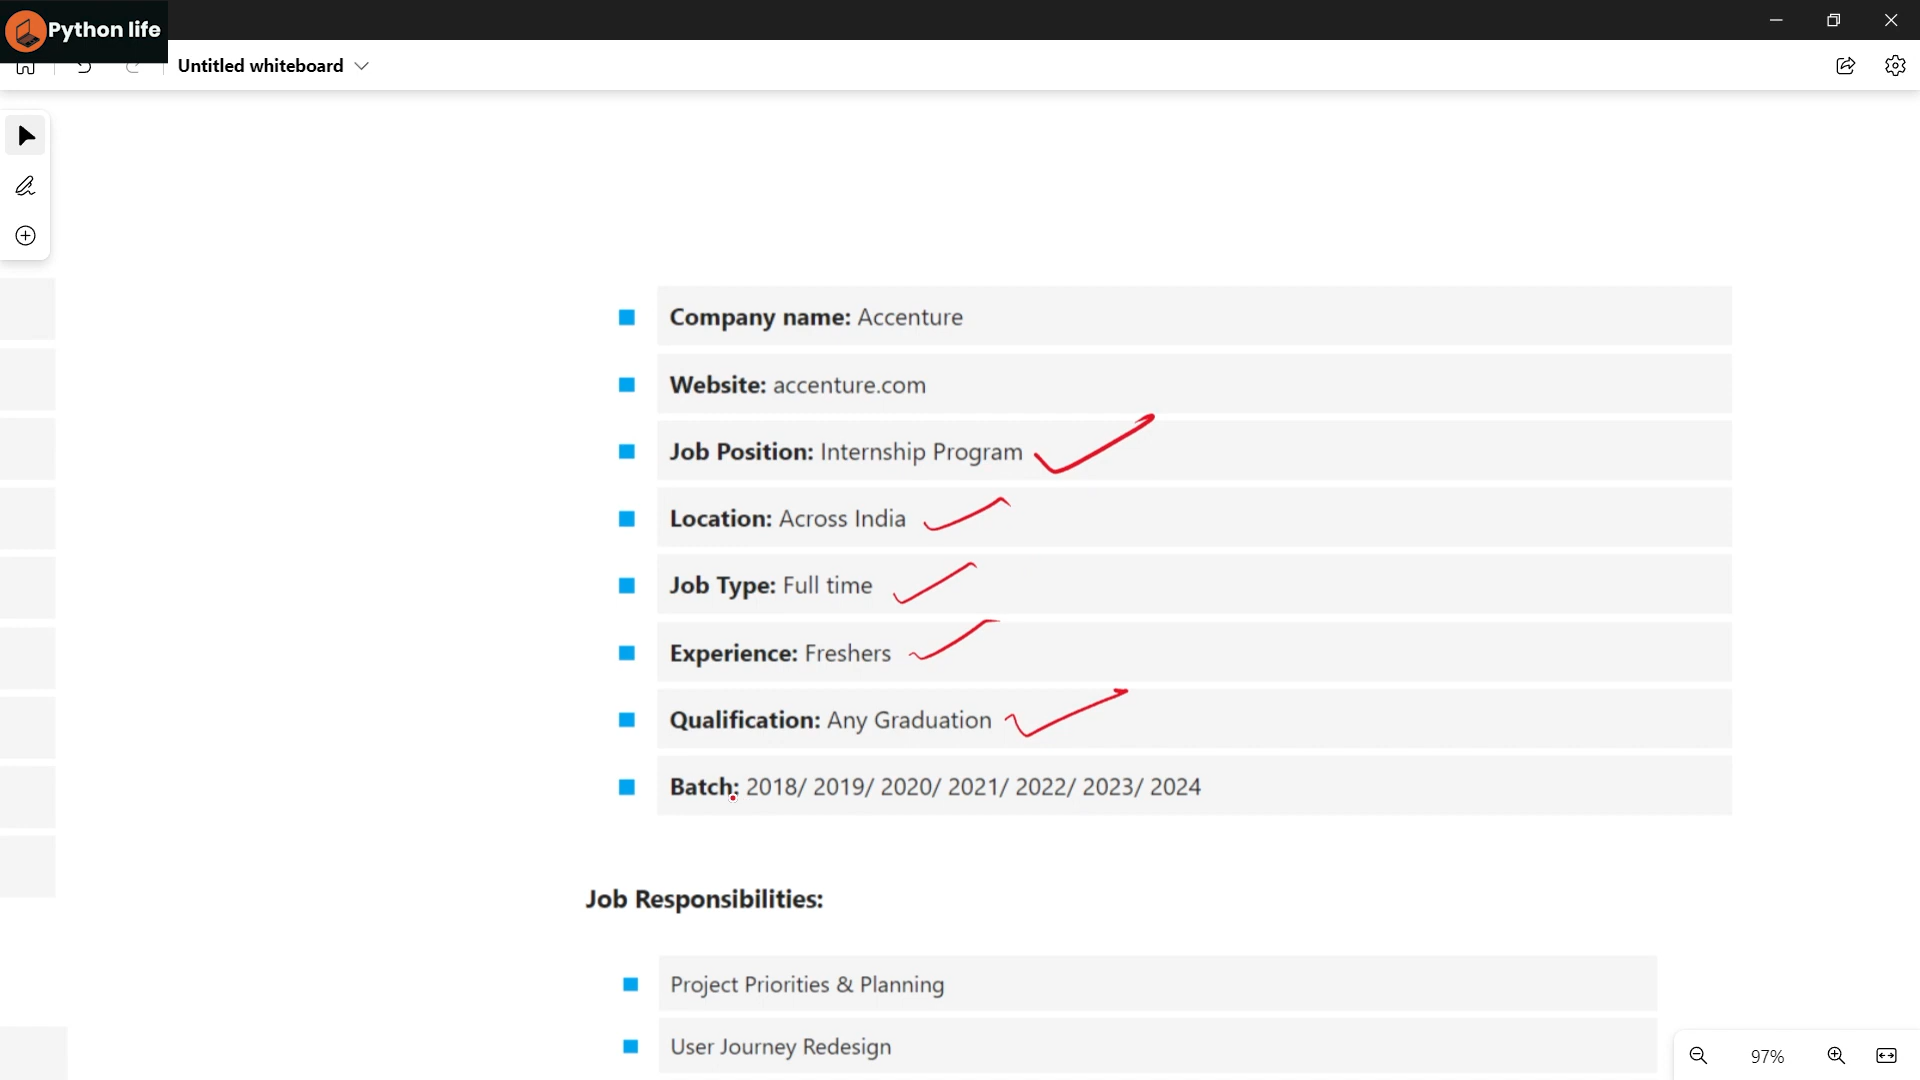 Python life
Untitled whiteboard
Company name: Accenture
Website: accenture.com
Job Position: Internship Program
Location: Across India
Job Type: Full time
Experience: Freshers
Qualification: Any Graduation
Batch: 2018/ 2019/ 2020/ 2021/ 2022/ 2023/ 2024
Job Responsibilities:
Project Priorities & Planning
User Journey Redesign
97%